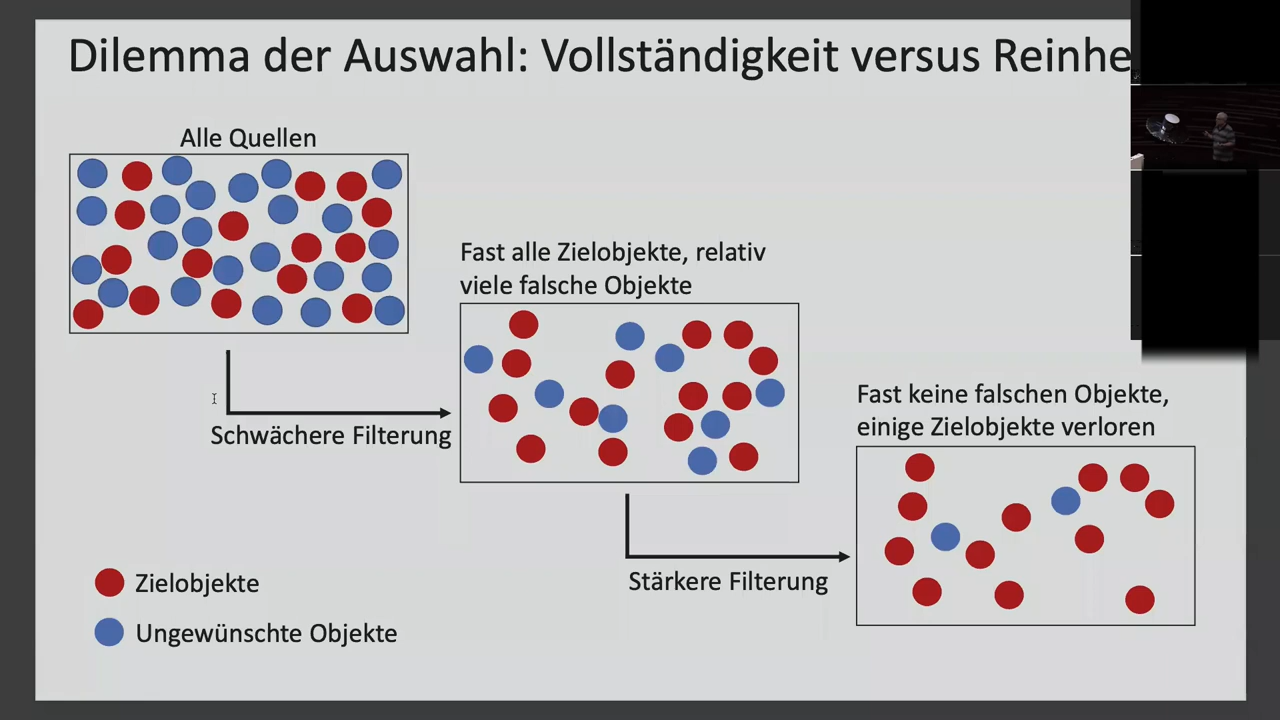 Dilemma der Auswahl: Vollständigkeit versus Reinhe
Alle Quellen
Fast alle Zielobjekte, relativ
viele falsche Objekte
Schwächere Filterung
Fast keine falschen Objekte,
einige Zielobjekte verloren
Stärkere Filterung
Zielobjekte
Ungewünschte Objekte